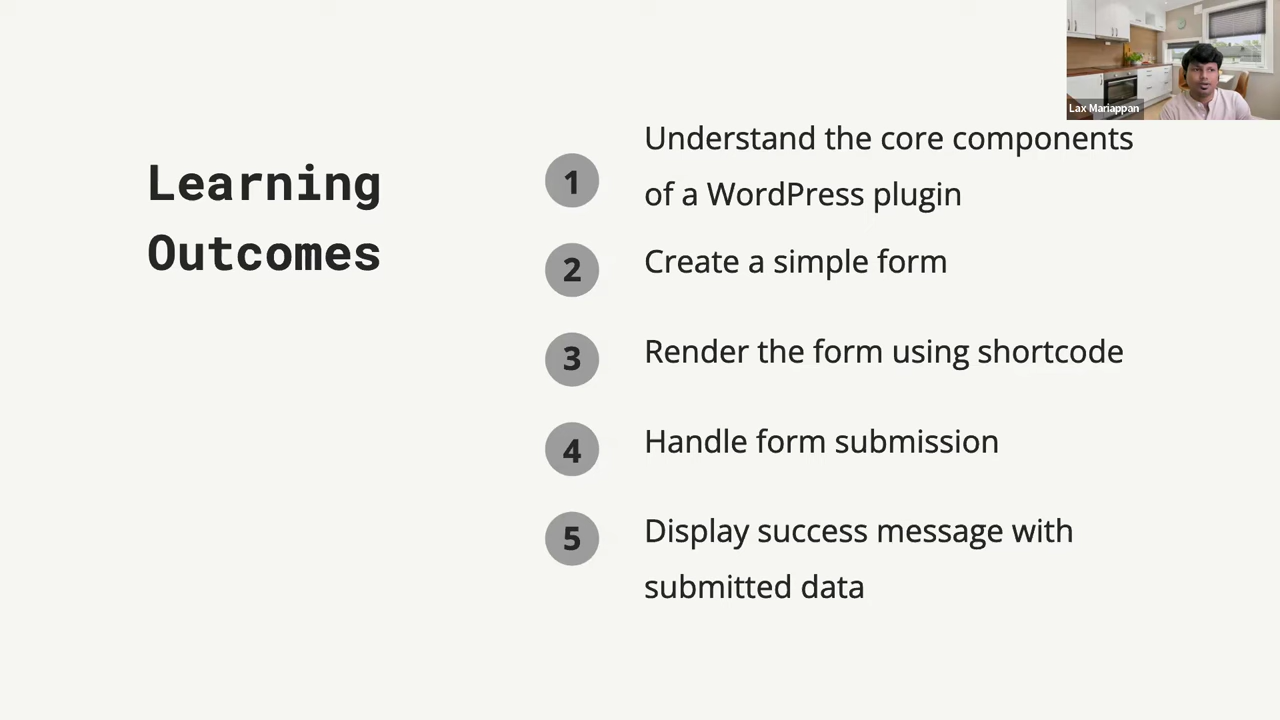 Lax Mariappan
Learning
Outcomes
1
Understand the core components
of a WordPress plugin
2
Create a simple form
3
Render the form using shortcode
4
Handle form submission
5
Display success message with
submitted data